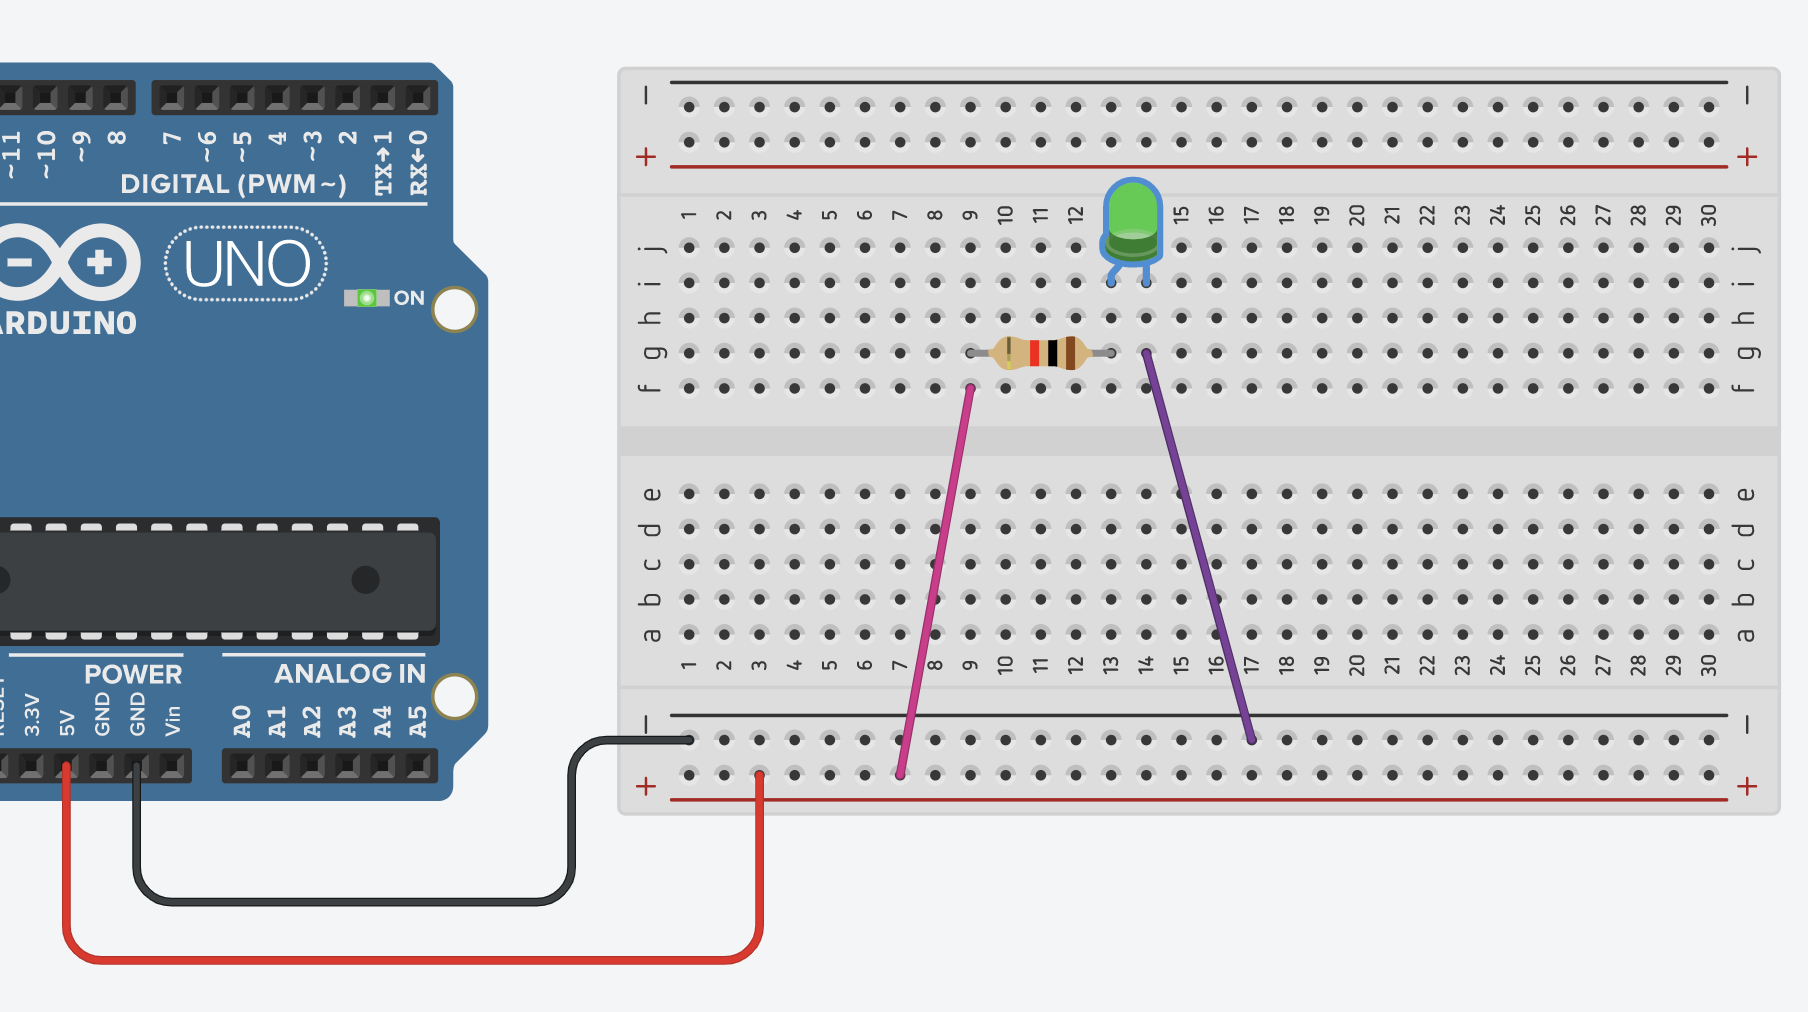 ~11 ~10 ~9 8 7 ~6 ~5 4 ~3 2 TX→1 RX←0
DIGITAL (PWM~)
UNO
ON
ARDUINO
POWER
ANALOG IN
RESET 3.3V 5V GND GND Vin A0 A1 A2 A3 A4 A5
− −
+ +
1 2 3 4 5 6 7 8 9 10 11 12 15 16 17 18 19 20 21 22 23 24 25 26 27 28 29 30
j j
i i
h h
g g
f f
e e
d d
c c
b b
a a
1 2 3 4 5 6 7 8 9 10 11 12 13 14 15 16 17 18 19 20 21 22 23 24 25 26 27 28 29 30
− −
+ +